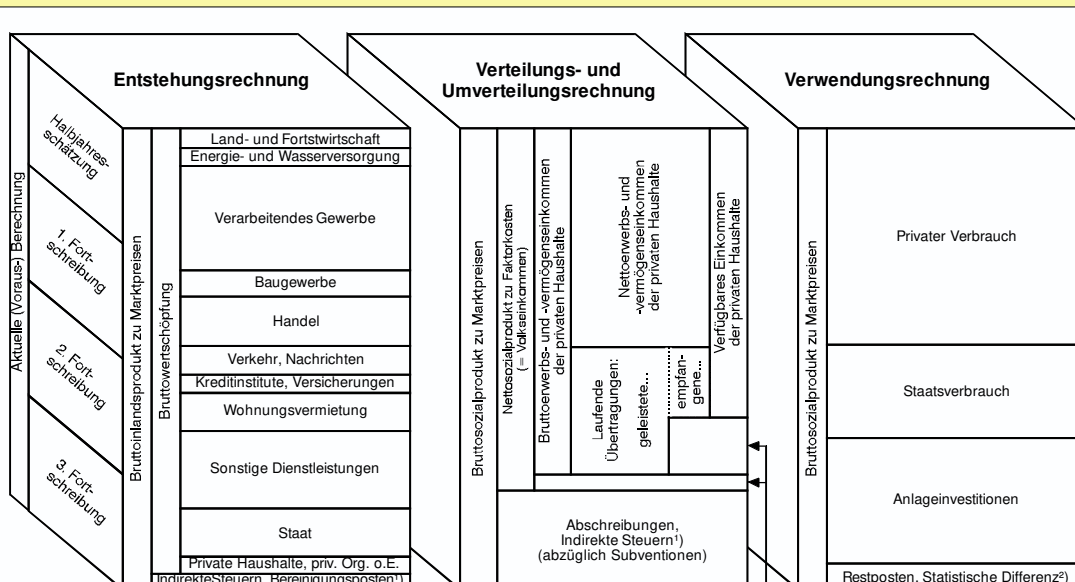 Entstehungsrechnung
Aktuelle (Voraus-) Berechnung
Halbjahres-
schätzung
1. Fort-
schreibung
2. Fort-
schreibung
3. Fort-
schreibung
Bruttoinlandsprodukt zu Marktpreisen
Bruttowertschöpfung
Land- und Fortstwirtschaft
Energie- und Wasserversorgung
Verarbeitendes Gewerbe
Baugewerbe
Handel
Verkehr, Nachrichten
Kreditinstitute, Versicherungen
Wohnungsvermietung
Sonstige Dienstleistungen
Staat
Private Haushalte, priv. Org. o.E.
IndirekteSteuern, Bereinigungsposten¹)
Verteilungs- und
Umverteilungsrechnung
Bruttosozialprodukt zu Marktpreisen
Nettosozialprodukt zu Faktorkosten
(= Volkseinkommen)
Bruttoerwerbs- und -vermögenseinkommen
der privaten Haushalte
Nettoerwerbs- und
-vermögenseinkommen
der privaten Haushalte
Laufende
Übertragungen:
geleistete...
empfan-
gene...
Verfügbares Einkommen
der privaten Haushalte
Abschreibungen,
Indirekte Steuern¹)
(abzüglich Subventionen)
Verwendungsrechnung
Bruttosozialprodukt zu Marktpreisen
Privater Verbrauch
Staatsverbrauch
Anlageinvestitionen
Restposten, Statistische Differenz²)